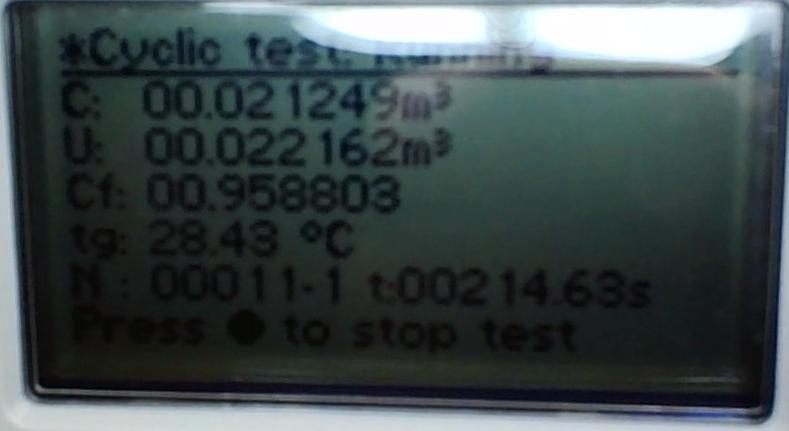 *Cyclic test: Running
C: 00.021249m³
U: 00.022162m³
Cf: 00.958803
tg: 28.43 °C
N : 00011-1 t:00214.63s
Press ● to stop test